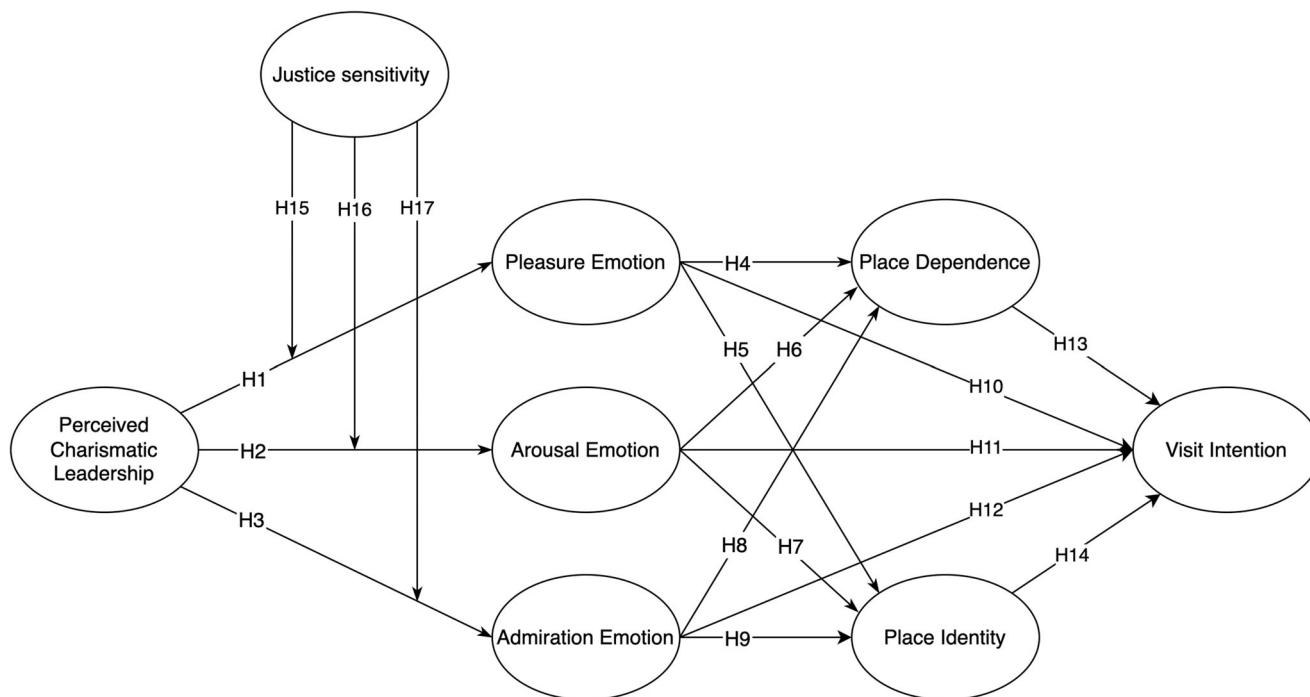 Justice sensitivity
H15
H16
H17
Pleasure Emotion
H4
Place Dependence
H5
H6
H13
H1
H10
Perceived
Charismatic
Leadership
H2
Arousal Emotion
H11
Visit Intention
H3
H12
H8
H7
H14
Admiration Emotion
H9
Place Identity